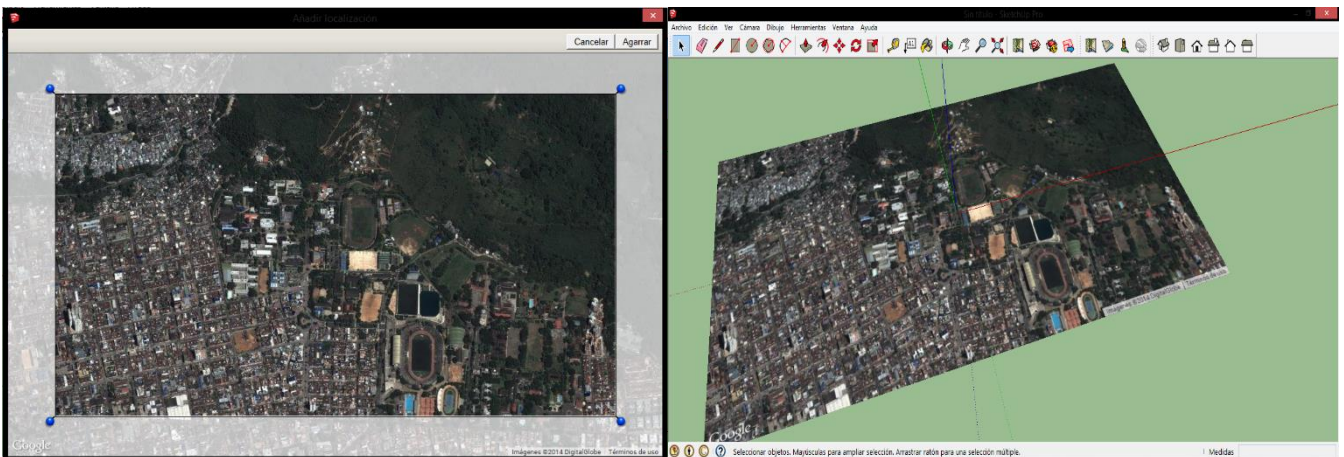 Añadir localización
Cancelar
Agarrar
Google
Imágenes ©2014 DigitalGlobe Términos de uso
Sin título - SketchUp Pro
Archivo Edición Ver Cámara Dibujo Herramientas Ventana Ayuda
Imágenes ©2014 DigitalGlobe Términos de uso
Google
Seleccionar objetos. Mayúsculas para ampliar selección. Arrastrar ratón para una selección múltiple.
Medidas